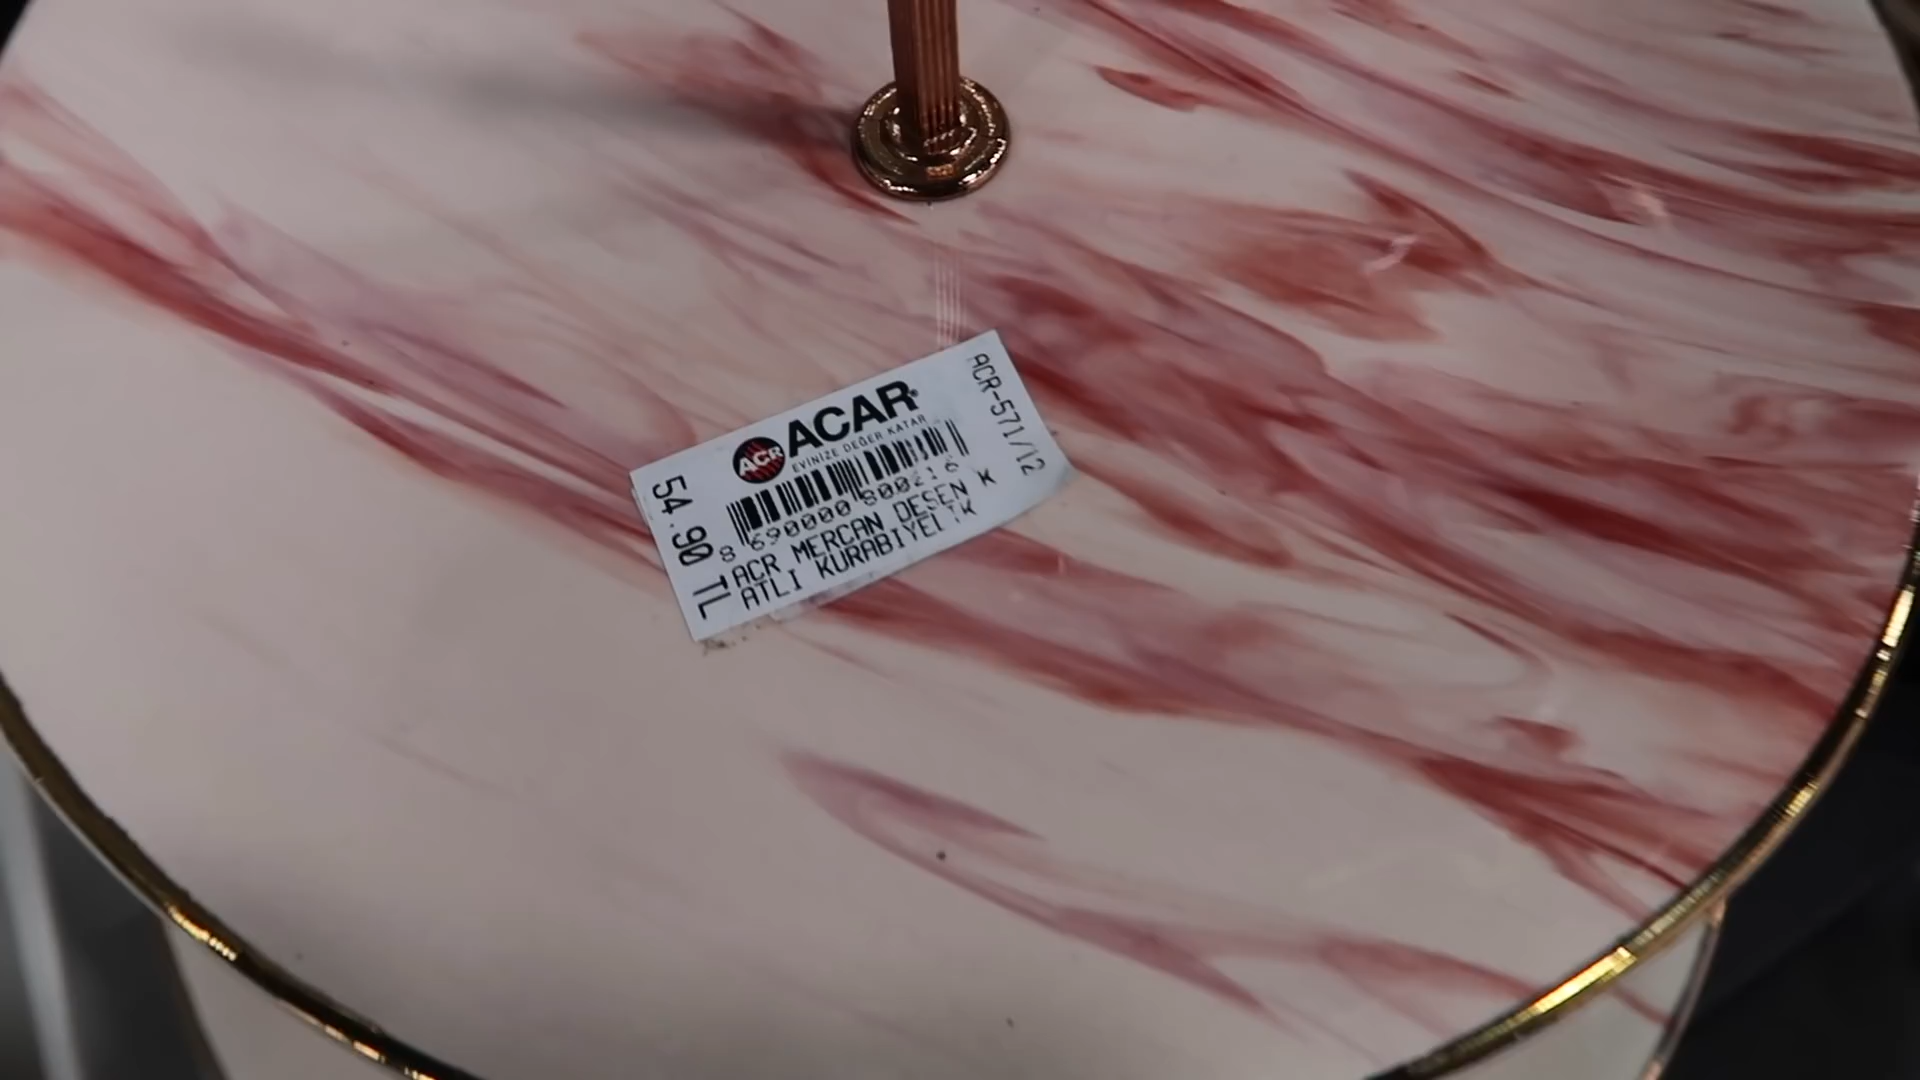 ACR
ACAR
EVİNİZE DEĞER KATAR
ACR-571/12
54.90 TL
8 690000 800216
ACR MERCAN DESEN K
ATLI KURABIYELIK